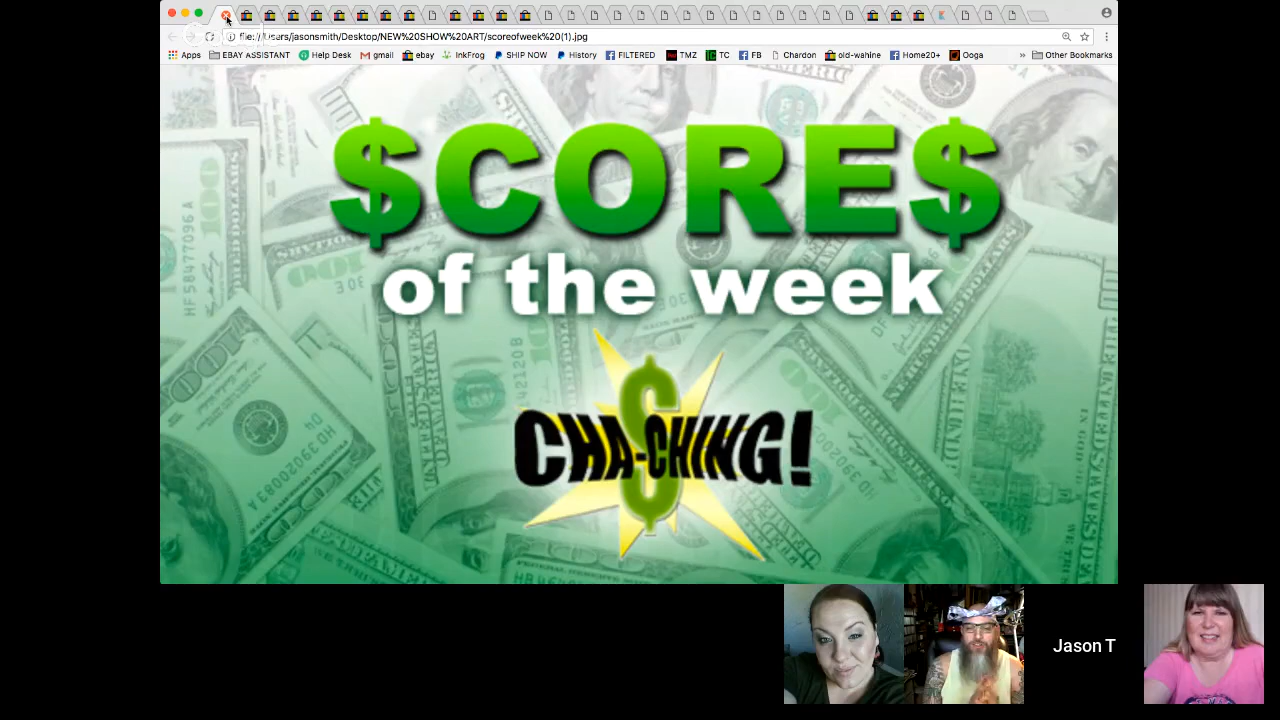 file:///Users/jasonsmith/Desktop/NEW%20SHOW%20ART/scoreofweek%20(1).jpg
Apps EBAY ASSISTANT Help Desk gmail ebay InkFrog SHIP NOW History FILTERED TMZ TC Chardon old-wahine Home20+ Ooga » Other Bookmarks
$CORE$
of the week
CHA-CHING!
Jason T